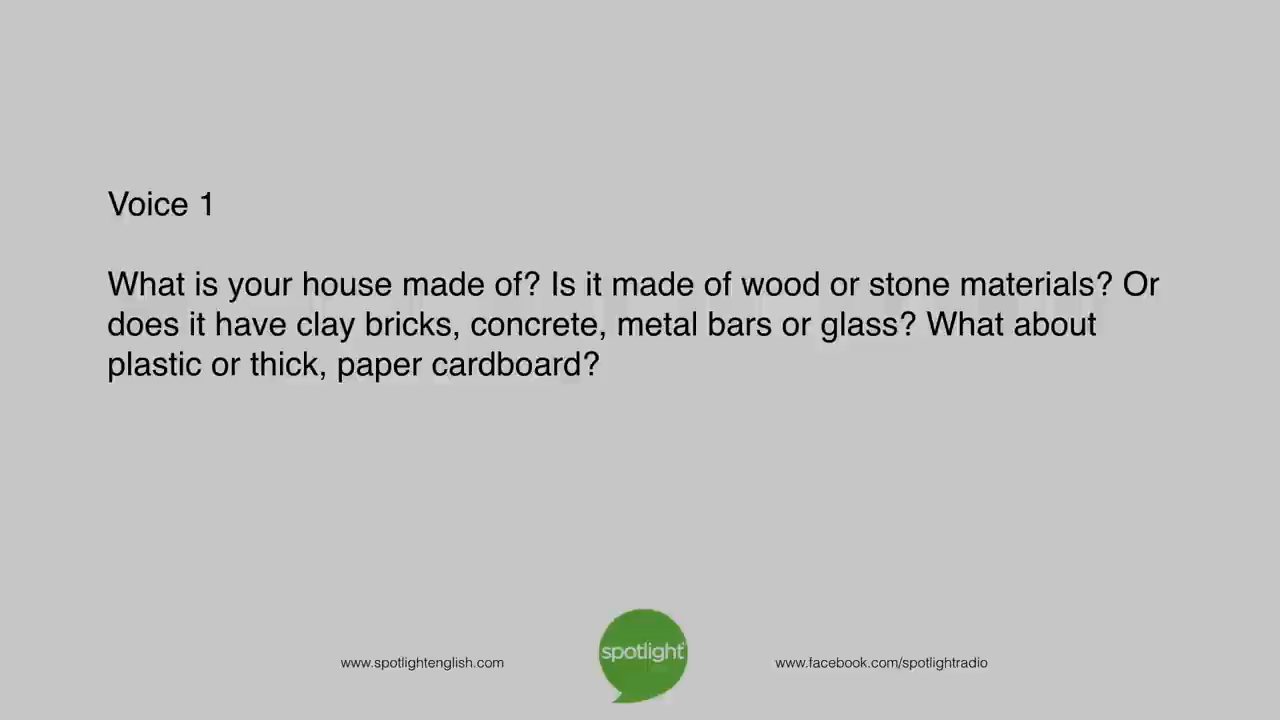 Voice 1
What is your house made of? Is it made of wood or stone materials? Or
does it have clay bricks, concrete, metal bars or glass? What about
plastic or thick, paper cardboard?
spotlight
www.spotlightenglish.com
www.facebook.com/spotlightradio